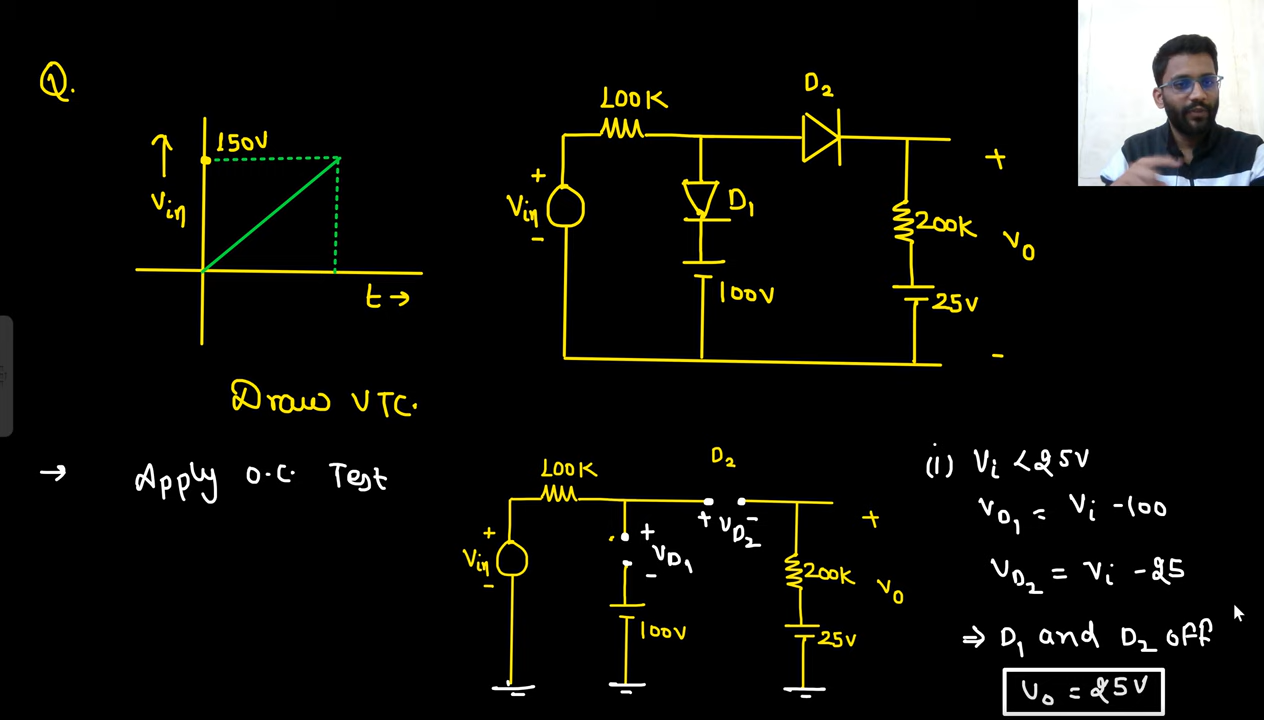 Q.
150V
Vin
t →
Draw VTC.
100K
D2
+
Vin
-
D1
100V
200K
25V
+
Vo
-
→ Apply O.C. Test
100K
D2
+
Vin
-
+
VD1
-
100V
+ VD2 -
200K
25V
+
Vo
(i) Vi < 25V
VD1 = Vi - 100
VD2 = Vi - 25
⇒ D1 and D2 off
Vo = 25V